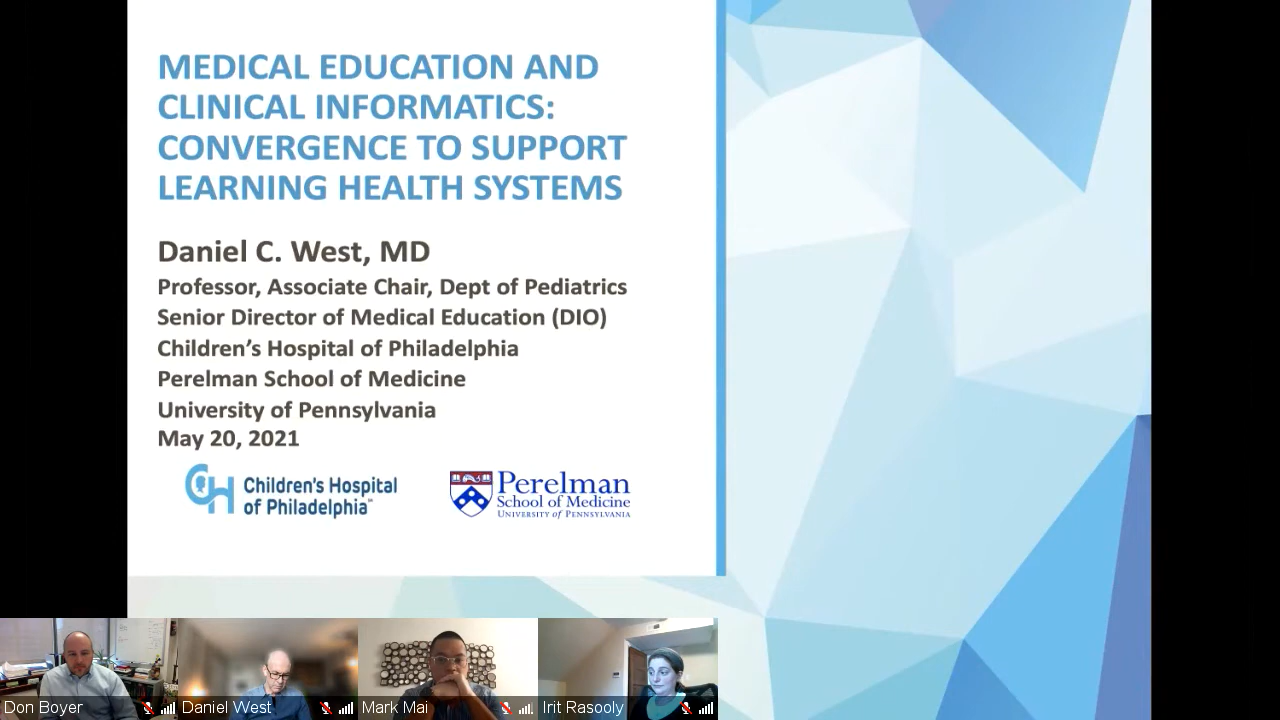 MEDICAL EDUCATION AND
CLINICAL INFORMATICS:
CONVERGENCE TO SUPPORT
LEARNING HEALTH SYSTEMS
Daniel C. West, MD
Professor, Associate Chair, Dept of Pediatrics
Senior Director of Medical Education (DIO)
Children's Hospital of Philadelphia
Perelman School of Medicine
University of Pennsylvania
May 20, 2021
CH Children's Hospital
of Philadelphia™
Perelman
School of Medicine
University of Pennsylvania
Don Boyer
Daniel West
Mark Mai
Irit Rasooly